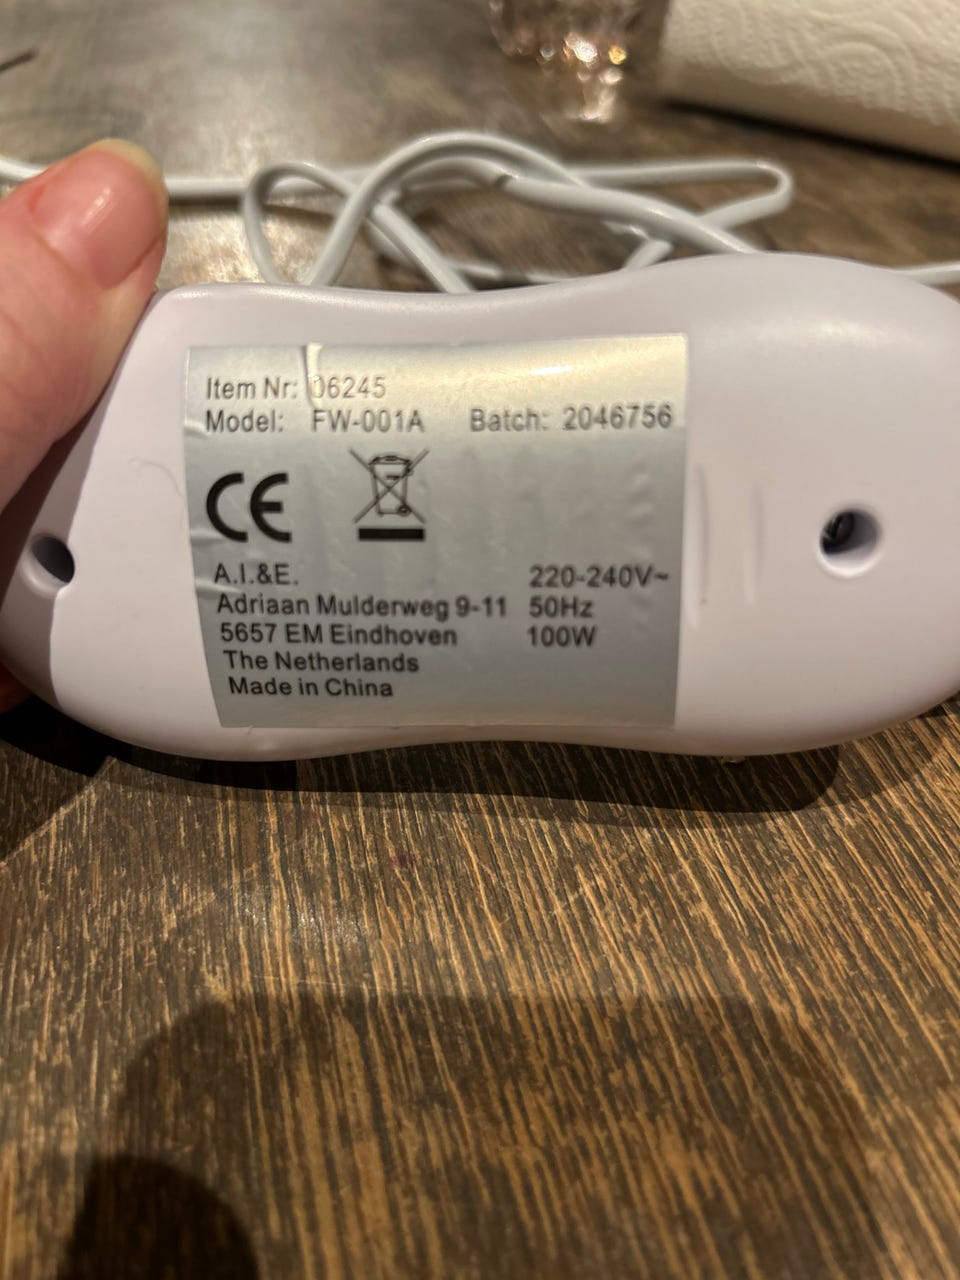 Item Nr: 06245
Model: FW-001A Batch: 2046756
CE
A.I.&E. 220-240V~
Adriaan Mulderweg 9-11 50Hz
5657 EM Eindhoven 100W
The Netherlands
Made in China